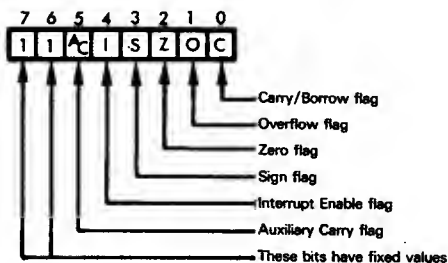 7 6 5 4 3 2 1 0
1 1 AC I S Z O C
Carry/Borrow flag
Overflow flag
Zero flag
Sign flag
Interrupt Enable flag
Auxiliary Carry flag
These bits have fixed values